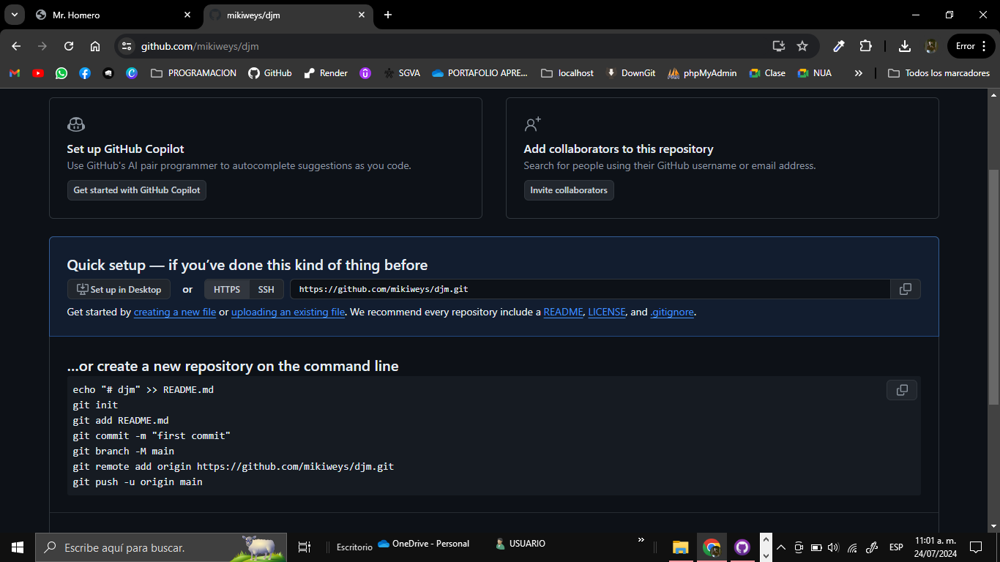 Mr. Homero
mikiweys/djm
github.com/mikiweys/djm
Error
PROGRAMACION
GitHub
Render
SGVA
PORTAFOLIO APRE...
localhost
DownGit
phpMyAdmin
Clase
NUA
Todos los marcadores
Set up GitHub Copilot
Use GitHub's AI pair programmer to autocomplete suggestions as you code.
Get started with GitHub Copilot
Add collaborators to this repository
Search for people using their GitHub username or email address.
Invite collaborators
Quick setup — if you’ve done this kind of thing before
Set up in Desktop or HTTPS SSH https://github.com/mikiweys/djm.git
Get started by creating a new file or uploading an existing file. We recommend every repository include a README, LICENSE, and .gitignore.
…or create a new repository on the command line
echo "# djm" >> README.md
git init
git add README.md
git commit -m "first commit"
git branch -M main
git remote add origin https://github.com/mikiweys/djm.git
git push -u origin main
Escribe aquí para buscar.
Escritorio
OneDrive - Personal
USUARIO
ESP
11:01 a. m.
24/07/2024